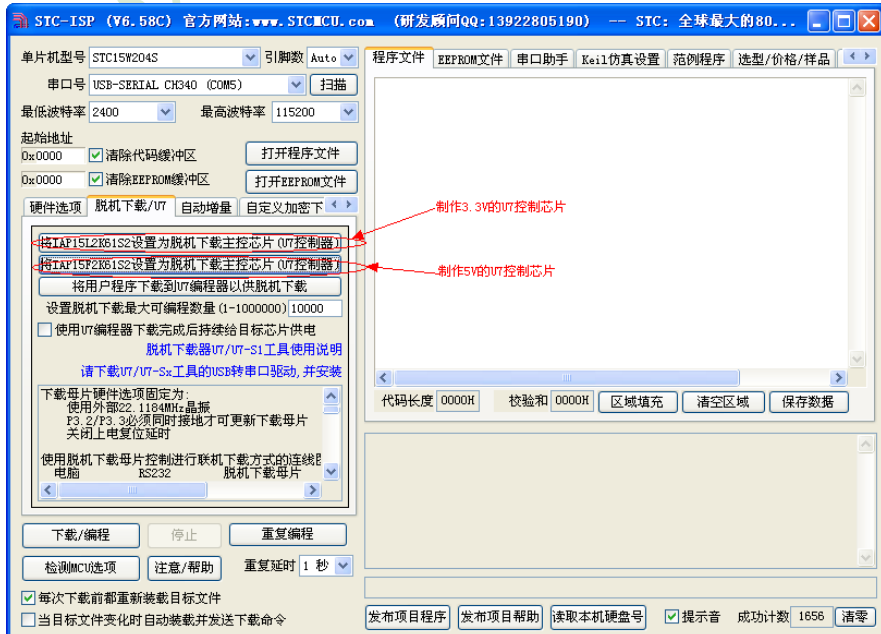 STC-ISP (V6.58C) 官方网站:www.STCMCU.com (研发顾问QQ:13922805190) -- STC: 全球最大的80...
单片机型号 STC15W204S 引脚数 Auto
串口号 USB-SERIAL CH340 (COM5) 扫描
最低波特率 2400 最高波特率 115200
起始地址
0x0000 清除代码缓冲区 打开程序文件
0x0000 清除EEPROM缓冲区 打开EEPROM文件
硬件选项 脱机下载/U7 自动增量 自定义加密下
将IAP15L2K61S2设置为脱机下载主控芯片(U7控制器)
将IAP15F2K61S2设置为脱机下载主控芯片(U7控制器)
将用户程序下载到U7编程器以供脱机下载
设置脱机下载最大可编程数量(1-1000000) 10000
使用U7编程器下载完成后持续给目标芯片供电
脱机下载器U7/U7-S1工具使用说明
请下载U7/U7-Sx工具的USB转串口驱动,并安装
下载母片硬件选项固定为:
使用外部22.1184MHz晶振
P3.2/P3.3必须同时接地才可更新下载母片
关闭上电复位延时
使用脱机下载母片控制进行联机下载方式的连线
电脑 RS232 脱机下载母片
下载/编程 停止 重复编程
检测MCU选项 注意/帮助 重复延时 1 秒
每次下载前都重新装载目标文件
当目标文件变化时自动装载并发送下载命令
程序文件 EEPROM文件 串口助手 Keil仿真设置 范例程序 选型/价格/样品
制作3.3V的U7控制芯片
制作5V的U7控制芯片
代码长度 0000H 校验和 0000H 区域填充 清空区域 保存数据
发布项目程序 发布项目帮助 读取本机硬盘号 提示音 成功计数 1656 清零